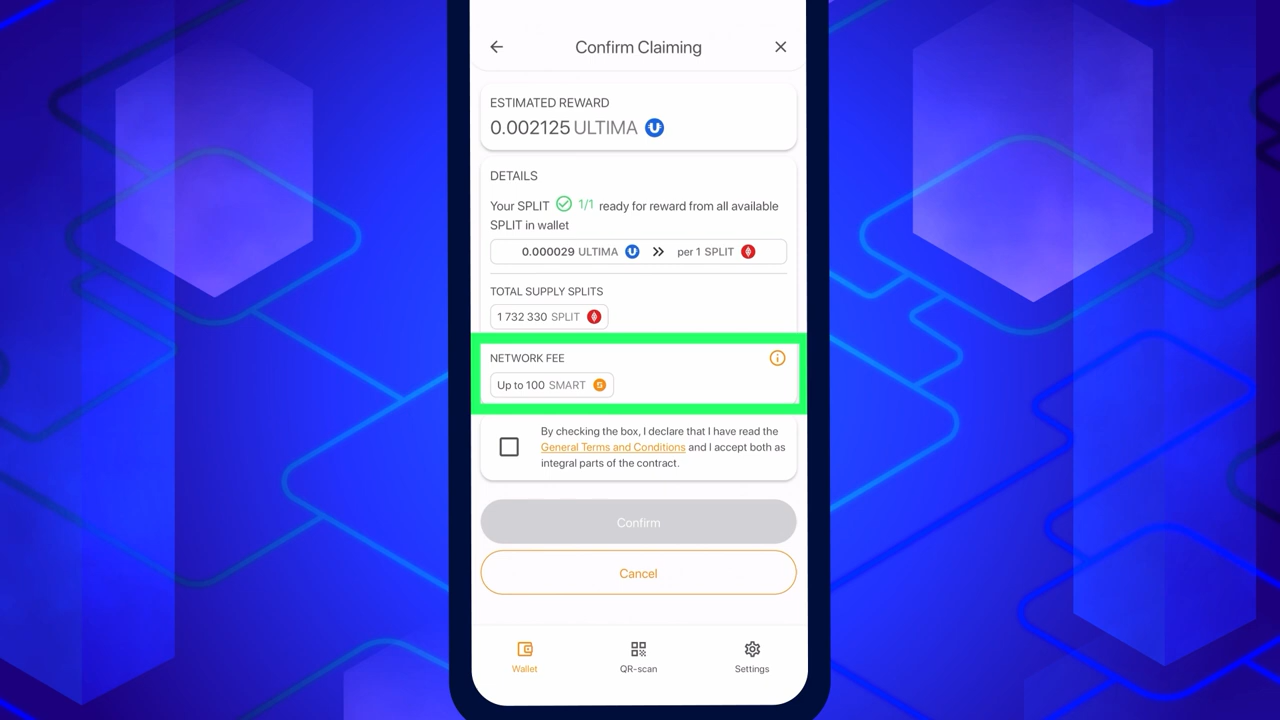 Confirm Claiming
ESTIMATED REWARD
0.002125 ULTIMA
DETAILS
Your SPLIT 1/1 ready for reward from all available
SPLIT in wallet
0.000029 ULTIMA per 1 SPLIT
TOTAL SUPPLY SPLITS
1 732 330 SPLIT
NETWORK FEE
Up to 100 SMART
By checking the box, I declare that I have read the
General Terms and Conditions and I accept both as
integral parts of the contract.
Confirm
Cancel
Wallet QR-scan Settings